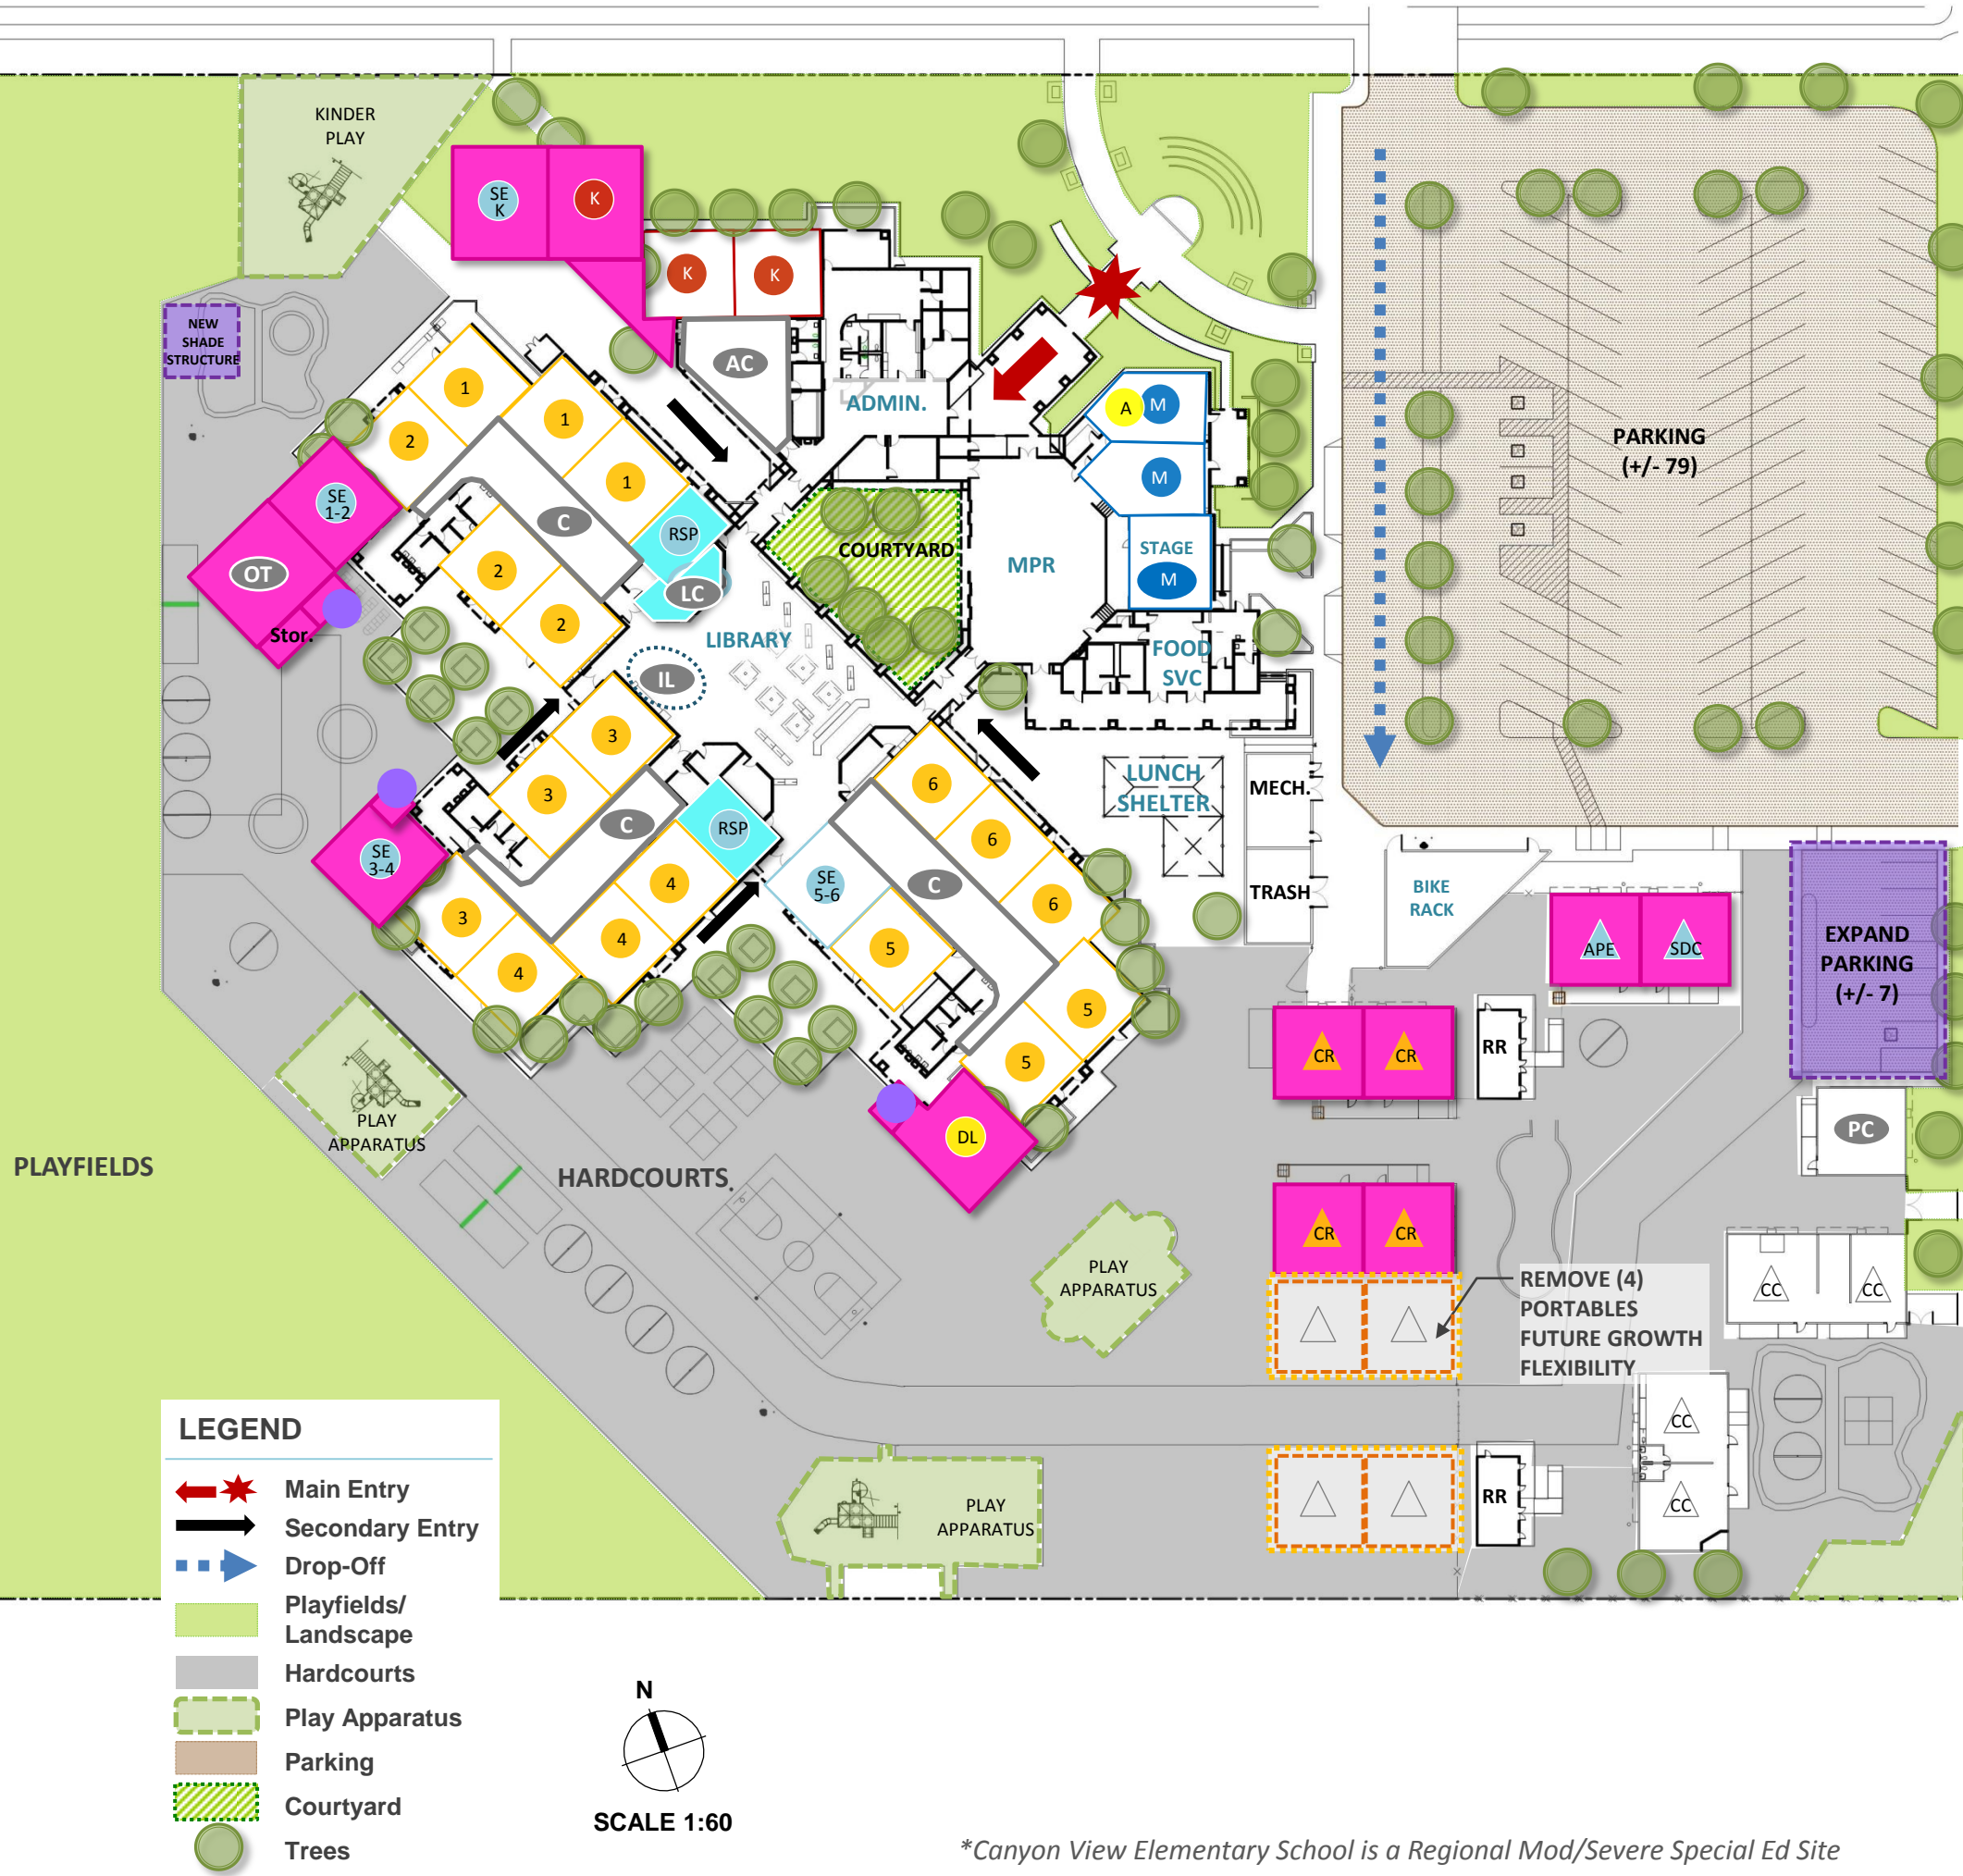 KINDER
PLAY
SE
K
K
K
K
NEW
SHADE
STRUCTURE
AC
ADMIN.
A
M
M
STAGE
M
MPR
COURTYARD
FOOD
SVC
PARKING
(+/- 79)
1
2
1
1
C
RSP
LC
SE
1-2
OT
Stor.
2
2
LIBRARY
IL
3
3
C
RSP
SE
3-4
3
4
4
4
6
6
6
C
SE
5-6
5
5
5
DL
LUNCH
SHELTER
MECH.
TRASH
BIKE
RACK
APE
SDC
EXPAND
PARKING
(+/- 7)
CR
CR
RR
PC
CR
CR
CC
CC
REMOVE (4)
PORTABLES
FUTURE GROWTH
FLEXIBILITY
CC
CC
RR
PLAY
APPARATUS
PLAYFIELDS
HARDCOURTS
PLAY
APPARATUS
PLAY
APPARATUS
LEGEND
Main Entry
Secondary Entry
Drop-Off
Playfields/
Landscape
Hardcourts
Play Apparatus
Parking
Courtyard
Trees
N
SCALE 1:60
*Canyon View Elementary School is a Regional Mod/Severe Special Ed Site